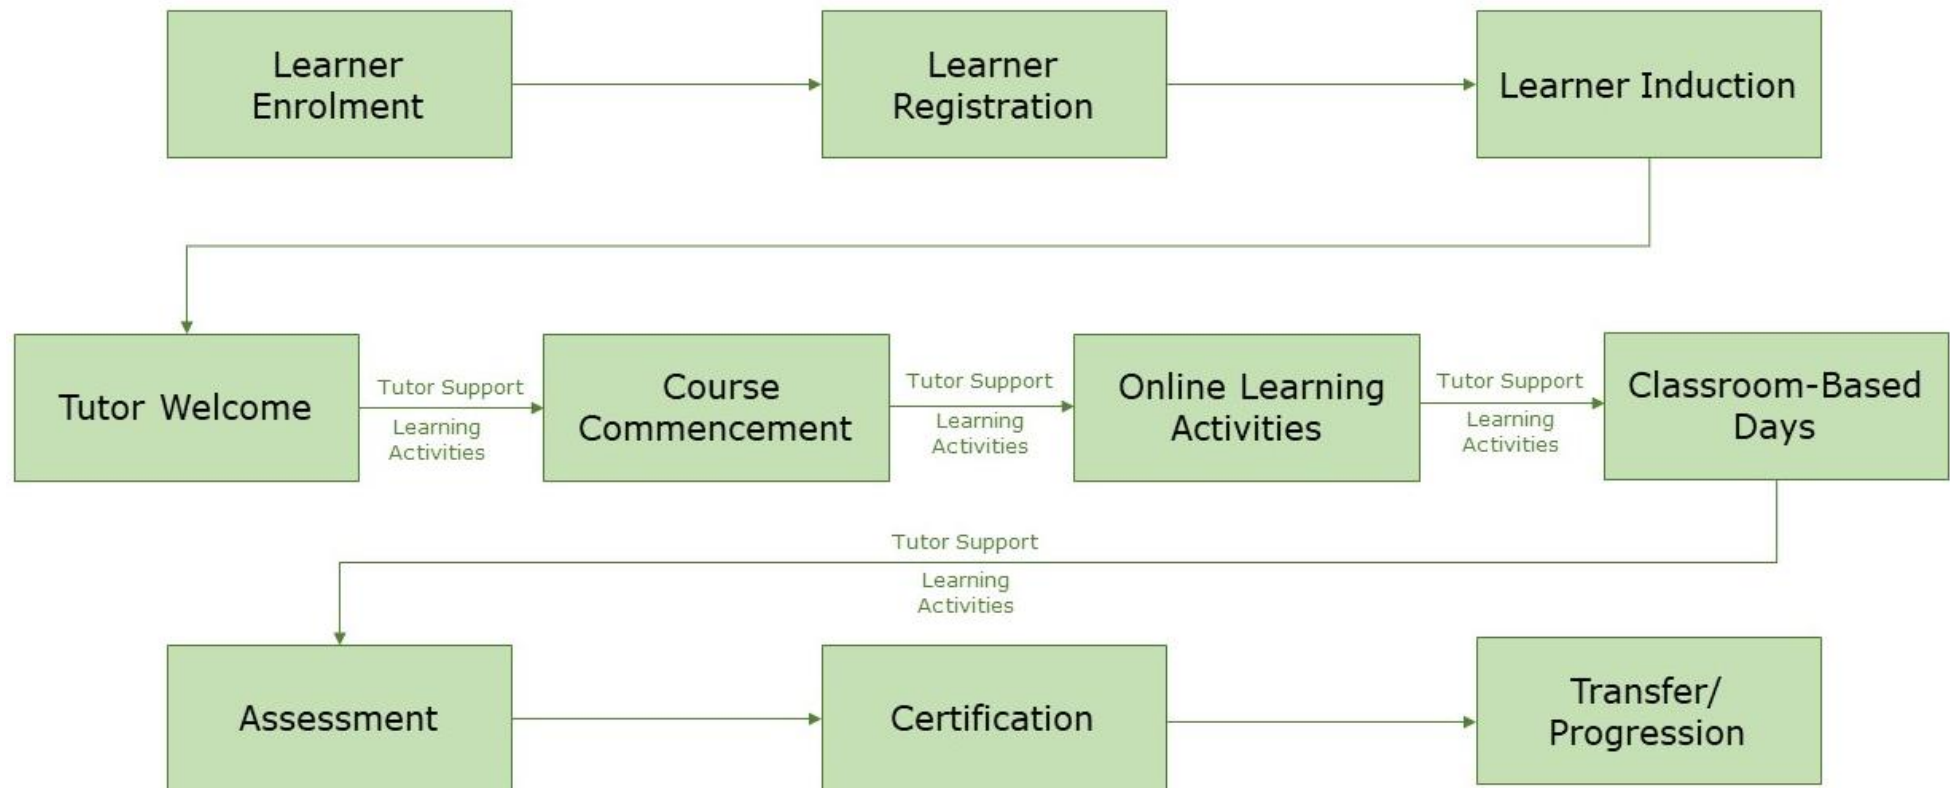 Learner
Enrolment
Learner
Registration
Learner Induction
Tutor Welcome
Tutor Support
Learning
Activities
Course
Commencement
Tutor Support
Learning
Activities
Online Learning
Activities
Tutor Support
Learning
Activities
Classroom-Based
Days
Tutor Support
Learning
Activities
Assessment
Certification
Transfer/
Progression